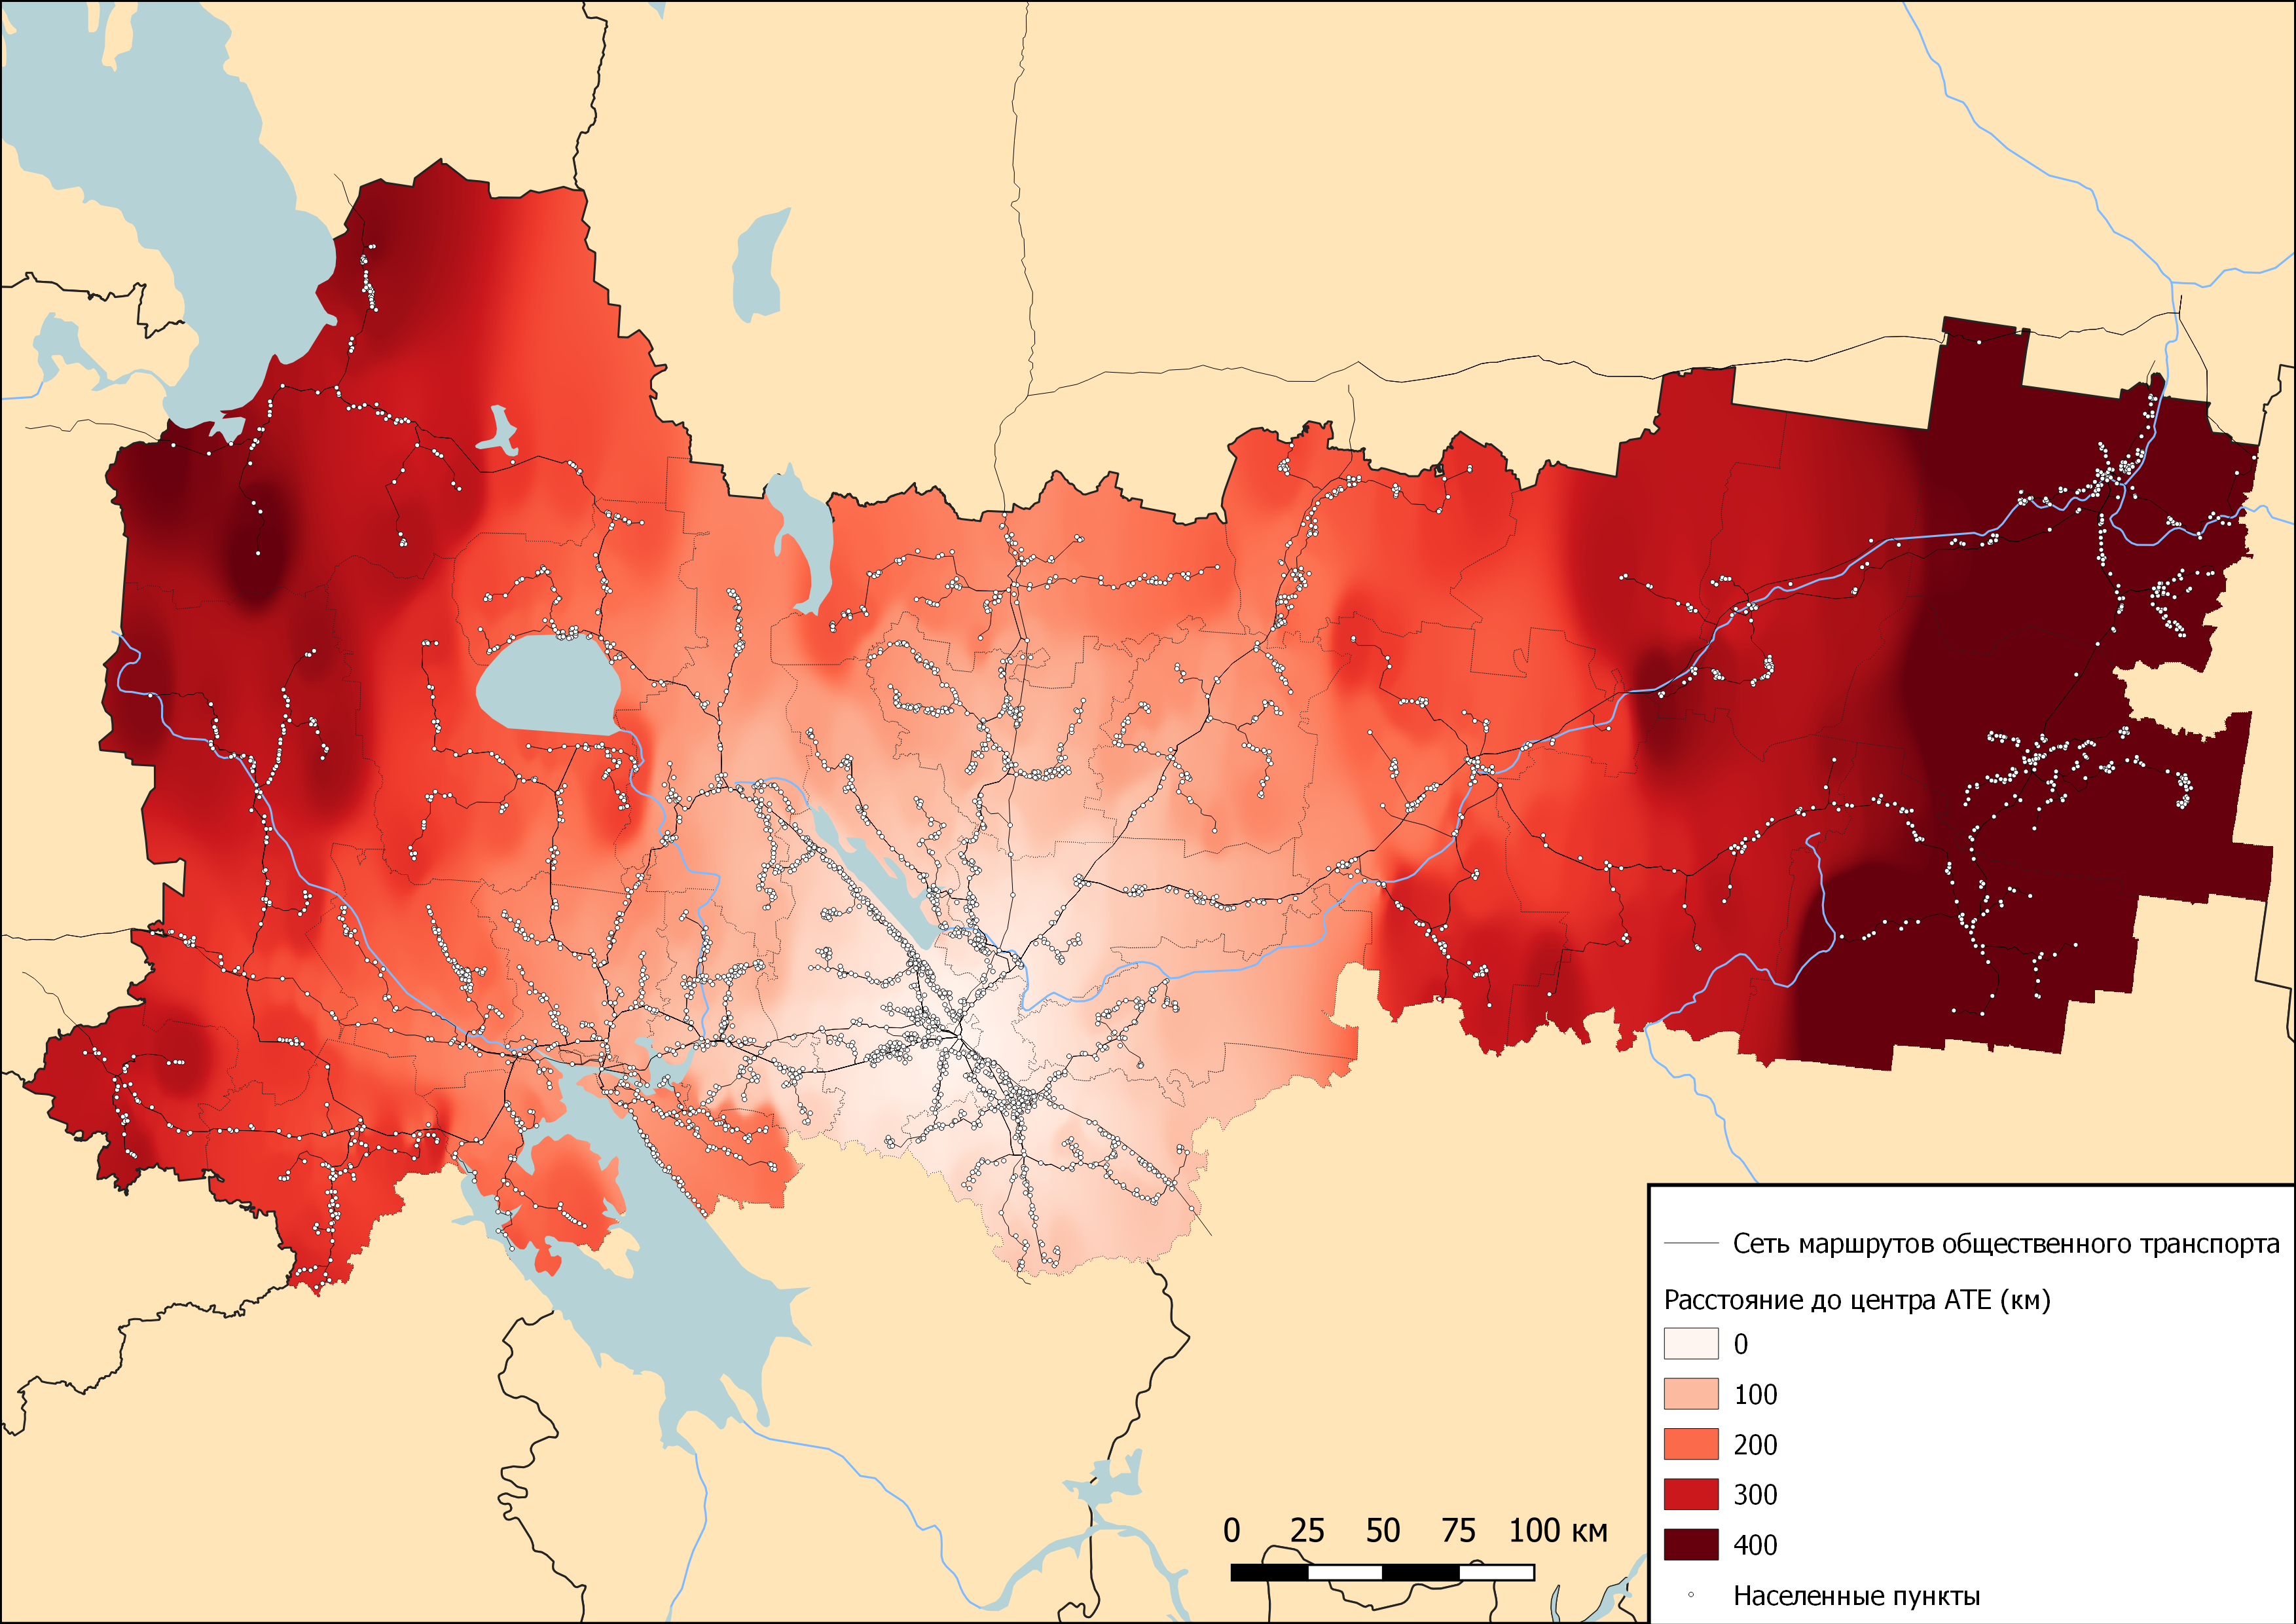 0 25 50 75 100 км
Сеть маршрутов общественного транспорта
Расстояние до центра АТЕ (км)
0
100
200
300
400
Населенные пункты